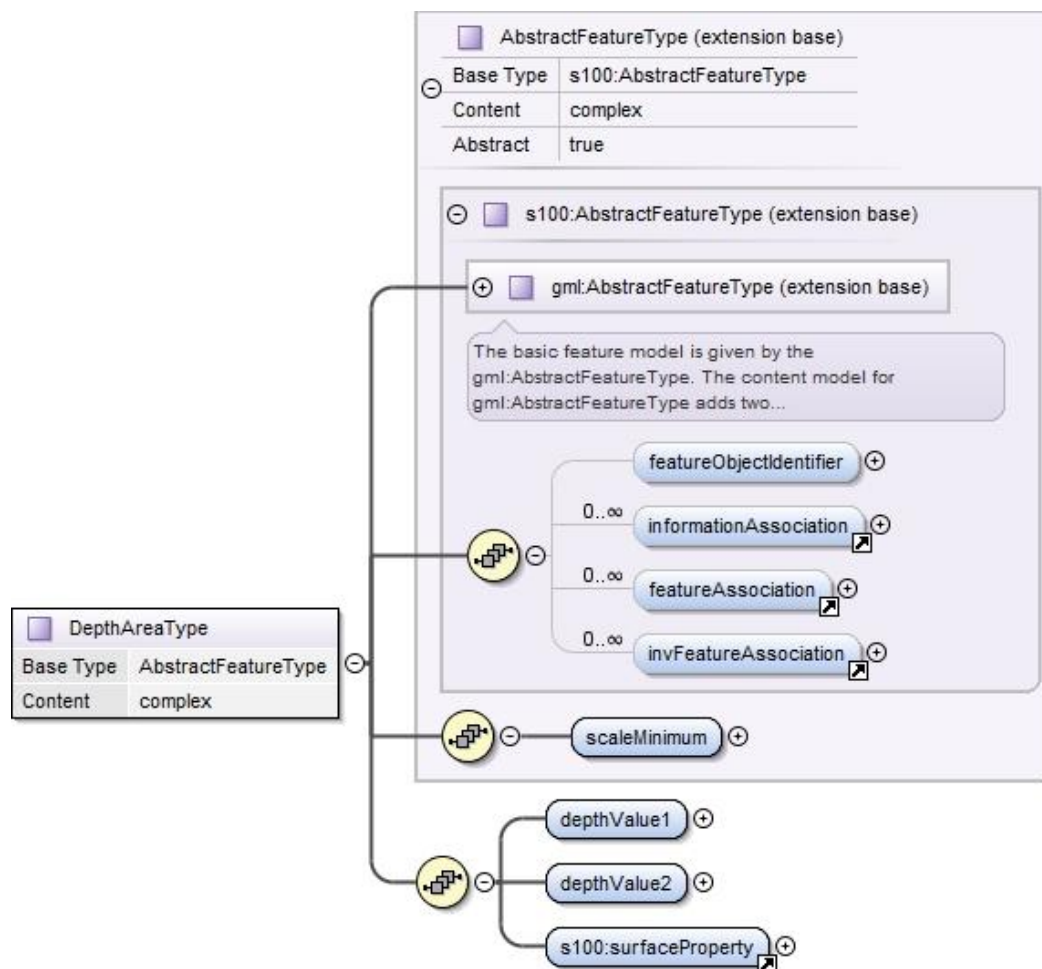 AbstractFeatureType (extension base)
Base Type s100:AbstractFeatureType
Content complex
Abstract true
s100:AbstractFeatureType (extension base)
gml:AbstractFeatureType (extension base)
The basic feature model is given by the
gml:AbstractFeatureType. The content model for
gml:AbstractFeatureType adds two...
featureObjectIdentifier
0..∞
informationAssociation
0..∞
featureAssociation
0..∞
invFeatureAssociation
DepthAreaType
Base Type AbstractFeatureType
Content complex
scaleMinimum
depthValue1
depthValue2
s100:surfaceProperty